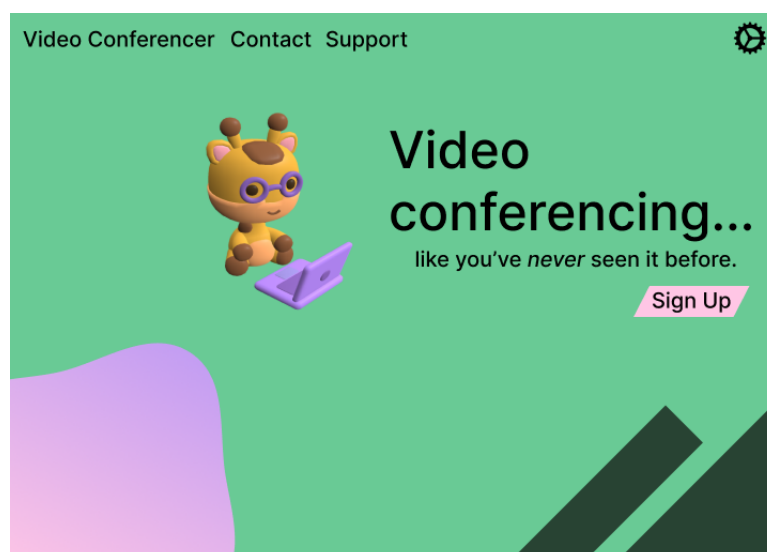 Video Conferencer Contact Support
Video
conferencing...
like you've never seen it before.
Sign Up